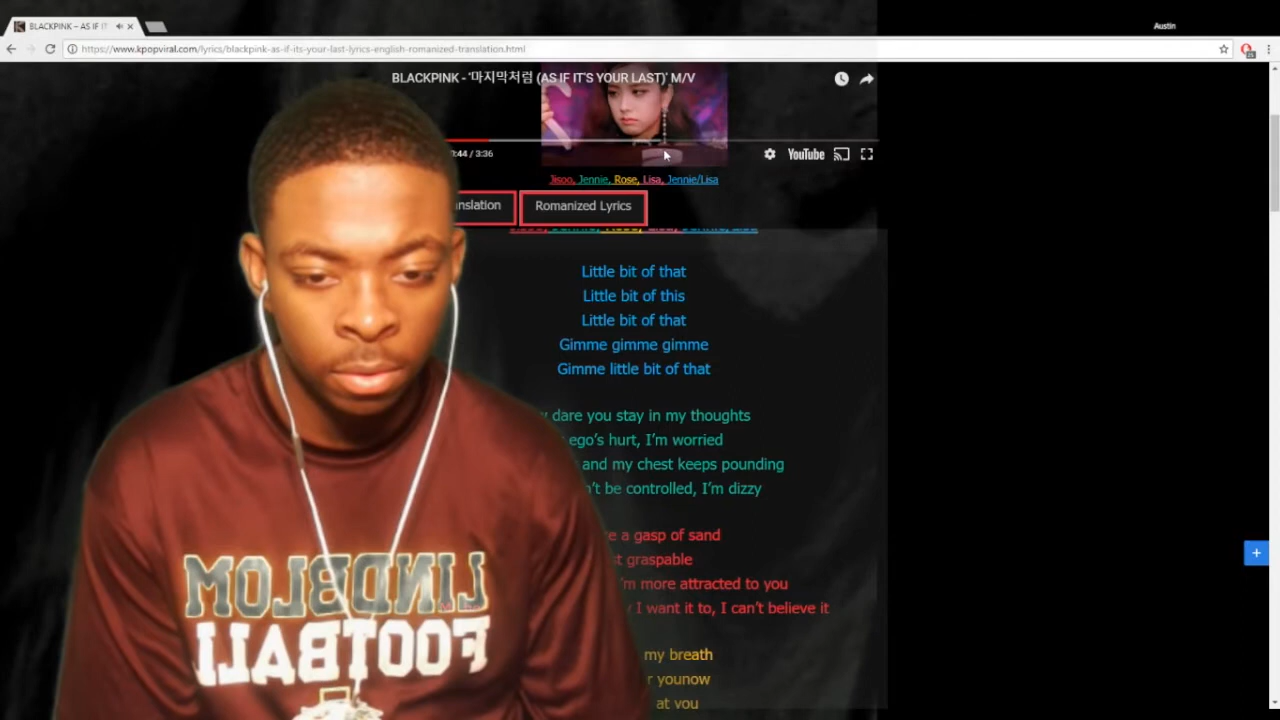 BLACKPINK – AS IF IT
Austin
https://www.kpopviral.com/lyrics/blackpink-as-if-its-your-last-lyrics-english-romanized-translation.html
BLACKPINK - '마지막처럼 (AS IF IT'S YOUR LAST)' M/V
0:44 / 3:36
YouTube
Jisoo, Jennie, Rose, Lisa, Jennie/Lisa
nslation
Romanized Lyrics
Little bit of that
Little bit of this
Little bit of that
Gimme gimme gimme
Gimme little bit of that
dare you stay in my thoughts
ego's hurt, I'm worried
and my chest keeps pounding
n't be controlled, I'm dizzy
e a gasp of sand
st graspable
'm more attracted to you
I want it to, I can't believe it
my breath
r younow
at you
LINDBLOM
FOOTBALL